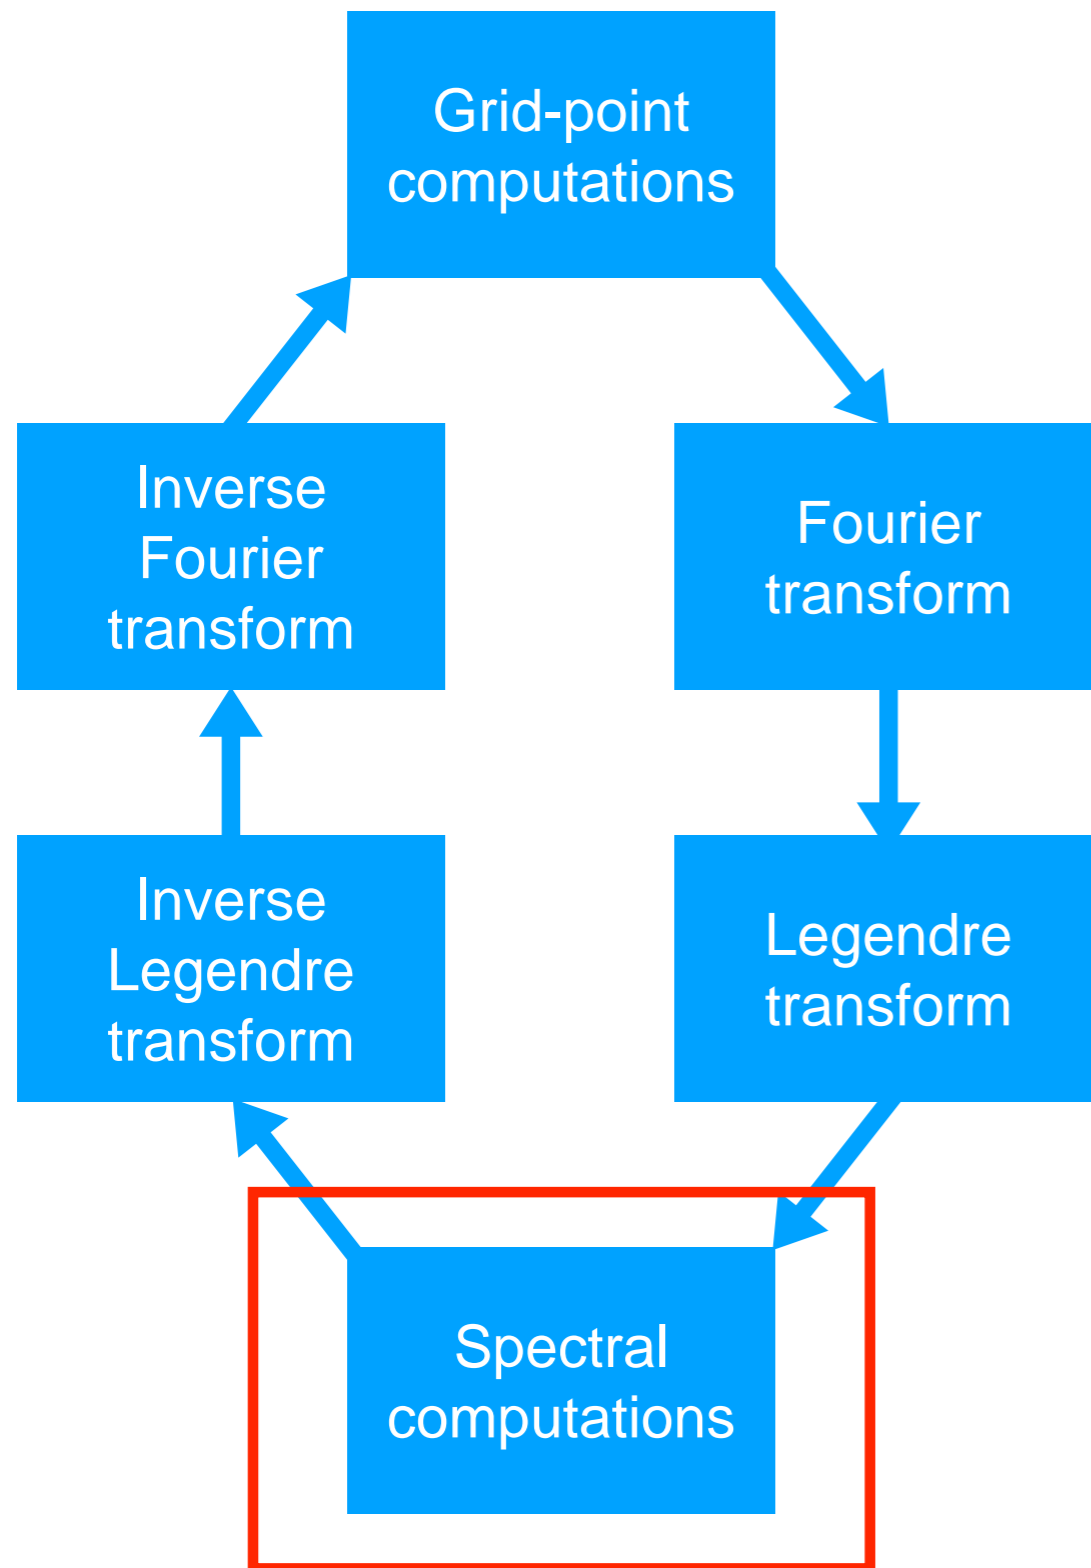 Grid-point
computations
Inverse
Fourier
transform
Fourier
transform
Inverse
Legendre
transform
Legendre
transform
Spectral
computations